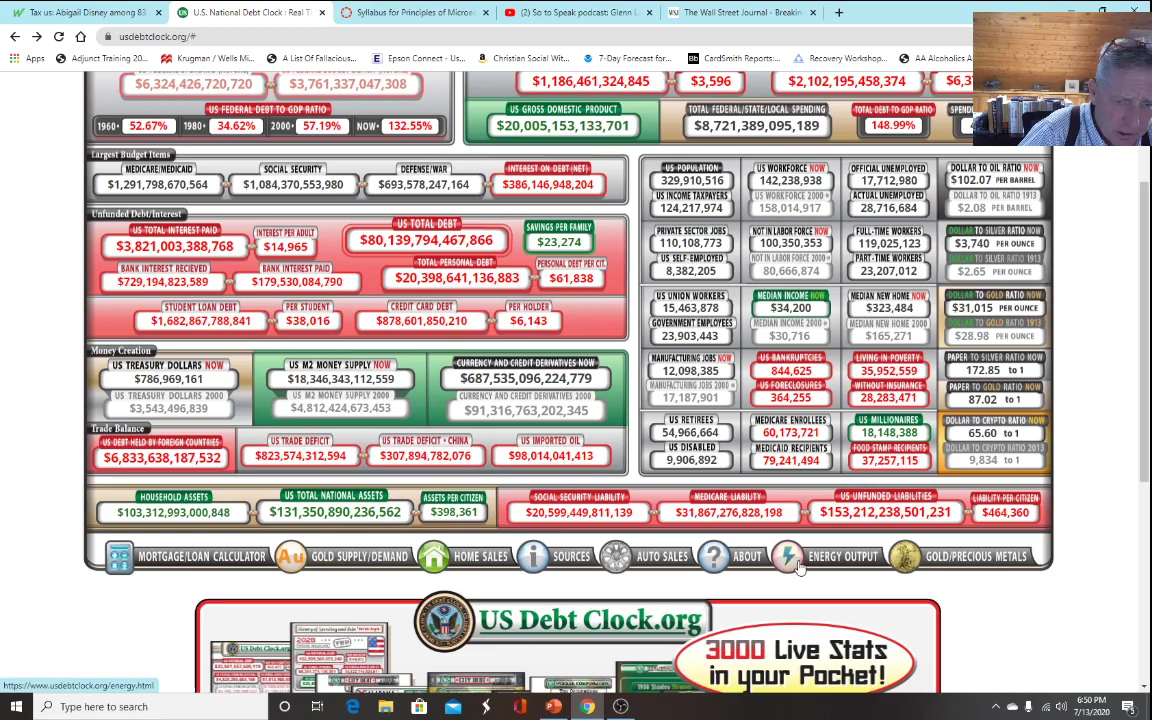 Tax us: Abigail Disney among 83
U.S. National Debt Clock : Real T
Syllabus for Principles of Microe
(2) So to Speak podcast: Glenn L
The Wall Street Journal - Breakin
usdebtclock.org/#
Apps
Adjunct Training 20...
Krugman / Wells Mi...
List Of Fallacious...
Epson Connect - Us...
Christian Social Wit...
7-Day Forecast for...
CardSmith Reports:...
Recovery Workshop...
AA Alcoholics A
$6,324,426,720,720
$3,761,337,047,308
$1,186,461,324,845
$3,596
$2,102,195,458,374
US FEDERAL DEBT TO GDP RATIO
1960• 52.67% 1980• 34.62% 2000• 57.19% NOW• 132.55%
US GROSS DOMESTIC PRODUCT
$20,005,153,133,701
TOTAL FEDERAL/STATE/LOCAL SPENDING
$8,721,389,095,189
TOTAL DEBT TO GDP RATIO
148.99%
Largest Budget Items
MEDICARE/MEDICAID
$1,291,798,670,564
SOCIAL SECURITY
$1,084,370,553,980
DEFENSE/WAR
$693,578,247,164
INTEREST ON DEBT (NET)
$386,146,948,204
Unfunded Debt/Interest
US TOTAL INTEREST PAID
$3,821,003,388,768
INTEREST PER ADULT
$14,965
US TOTAL DEBT
$80,139,794,467,866
SAVINGS PER FAMILY
$23,274
BANK INTEREST RECIEVED
$729,194,823,589
BANK INTEREST PAID
$179,530,084,790
TOTAL PERSONAL DEBT
$20,398,641,136,883
PERSONAL DEBT PER CIT.
$61,838
STUDENT LOAN DEBT
$1,682,867,788,841
PER STUDENT
$38,016
CREDIT CARD DEBT
$878,601,850,210
PER HOLDER
$6,143
Money Creation
US TREASURY DOLLARS NOW
$786,969,161
US TREASURY DOLLARS 2000
$3,543,496,839
US M2 MONEY SUPPLY NOW
$18,346,343,112,559
US M2 MONEY SUPPLY 2000
$4,812,424,673,453
CURRENCY AND CREDIT DERIVATIVES NOW
$687,535,096,224,779
CURRENCY AND CREDIT DERIVATIVES 2000
$91,316,763,202,345
Trade Balance
US DEBT HELD BY FOREIGN COUNTRIES
$6,833,638,187,532
US TRADE DEFICIT
$823,574,312,594
US TRADE DEFICIT • CHINA
$307,894,782,076
US IMPORTED OIL
$98,014,041,413
US POPULATION
329,910,516
US INCOME TAXPAYERS
124,217,974
US WORKFORCE NOW
142,238,938
US WORKFORCE 2000
158,014,917
OFFICIAL UNEMPLOYED
17,712,980
ACTUAL UNEMPLOYED
28,716,684
DOLLAR TO OIL RATIO NOW
$102.07 PER BARREL
DOLLAR TO OIL RATIO 1913
$2.08 PER BARREL
PRIVATE SECTOR JOBS
110,108,773
US SELF-EMPLOYED
8,382,205
NOT IN LABOR FORCE NOW
100,350,353
NOT IN LABOR FORCE 2000
80,666,874
FULL-TIME WORKERS
119,025,123
PART-TIME WORKERS
23,207,012
DOLLAR TO SILVER RATIO NOW
$3,740 PER OUNCE
DOLLAR TO SILVER RATIO 1913
$2.65 PER OUNCE
US UNION WORKERS
15,463,878
GOVERNMENT EMPLOYEES
23,903,443
MEDIAN INCOME NOW
$34,200
MEDIAN INCOME 2000
$30,716
MEDIAN NEW HOME NOW
$323,484
MEDIAN NEW HOME 2000
$165,271
DOLLAR TO GOLD RATIO NOW
$31,015 PER OUNCE
DOLLAR TO GOLD RATIO 1913
$28.98 PER OUNCE
MANUFACTURING JOBS NOW
12,098,385
MANUFACTURING JOBS 2000
17,187,901
US BANKRUPTCIES
844,625
US FORECLOSURES
364,255
LIVING IN POVERTY
35,952,559
WITHOUT INSURANCE
28,283,471
PAPER TO SILVER RATIO NOW
172.85 to 1
PAPER TO GOLD RATIO NOW
87.02 to 1
US RETIREES
54,966,664
US DISABLED
9,906,892
MEDICARE ENROLLEES
60,173,721
MEDICAID RECIPIENTS
79,241,494
US MILLIONAIRES
18,148,388
FOOD STAMP RECIPIENTS
37,257,115
DOLLAR TO CRYPTO RATIO NOW
65.60 to 1
DOLLAR TO CRYPTO RATIO 2013
9,834 to 1
HOUSEHOLD ASSETS
$103,312,993,000,848
US TOTAL NATIONAL ASSETS
$131,350,890,236,562
ASSETS PER CITIZEN
$398,361
SOCIAL SECURITY LIABILITY
$20,599,449,811,139
MEDICARE LIABILITY
$31,867,276,828,198
US UNFUNDED LIABILITIES
$153,212,238,501,231
LIABILITY PER CITIZEN
$464,360
MORTGAGE/LOAN CALCULATOR
Au GOLD SUPPLY/DEMAND
HOME SALES
SOURCES
AUTO SALES
ABOUT
ENERGY OUTPUT
GOLD/PRECIOUS METALS
US Debt Clock.org
3000 Live Stats
in your Pocket!
https://www.usdebtclock.org/energy.html
Type here to search
6:50 PM
7/13/2020